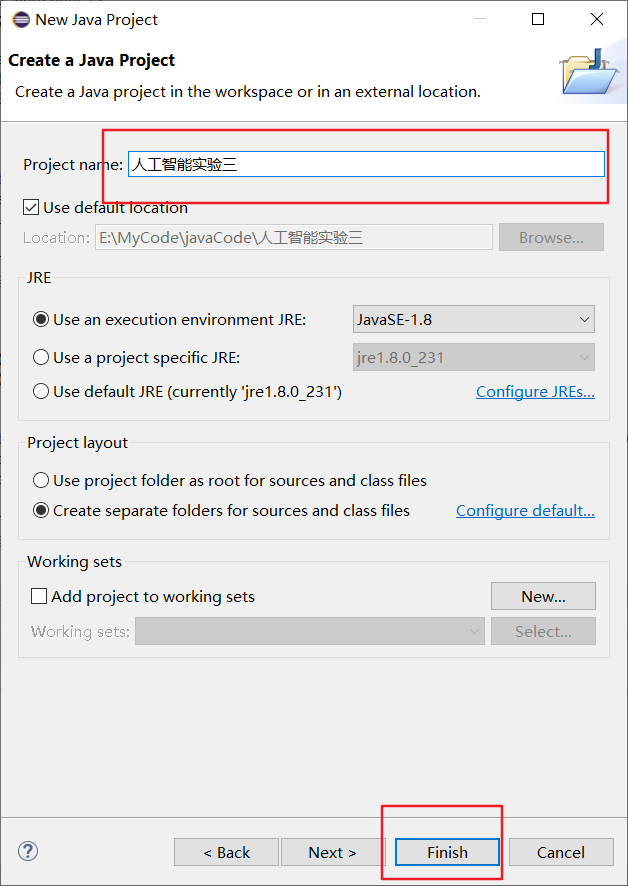 New Java Project
Create a Java Project
Create a Java project in the workspace or in an external location.
Project name: 人工智能实验三
Use default location
Location: E:\MyCode\javaCode\人工智能实验三 Browse...
JRE
Use an execution environment JRE: JavaSE-1.8
Use a project specific JRE: jre1.8.0_231
Use default JRE (currently 'jre1.8.0_231') Configure JREs...
Project layout
Use project folder as root for sources and class files
Create separate folders for sources and class files Configure default...
Working sets
Add project to working sets New...
Working sets: Select...
? < Back Next > Finish Cancel